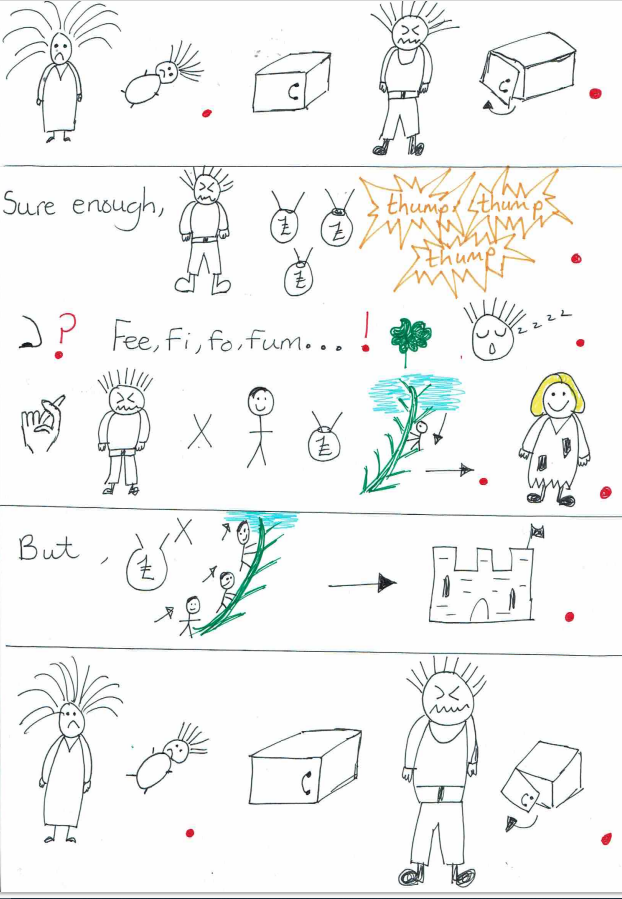 Sure enough,
thump thump
thump
?
Fee, fi, fo, fum...!
zzzz
X
But, X